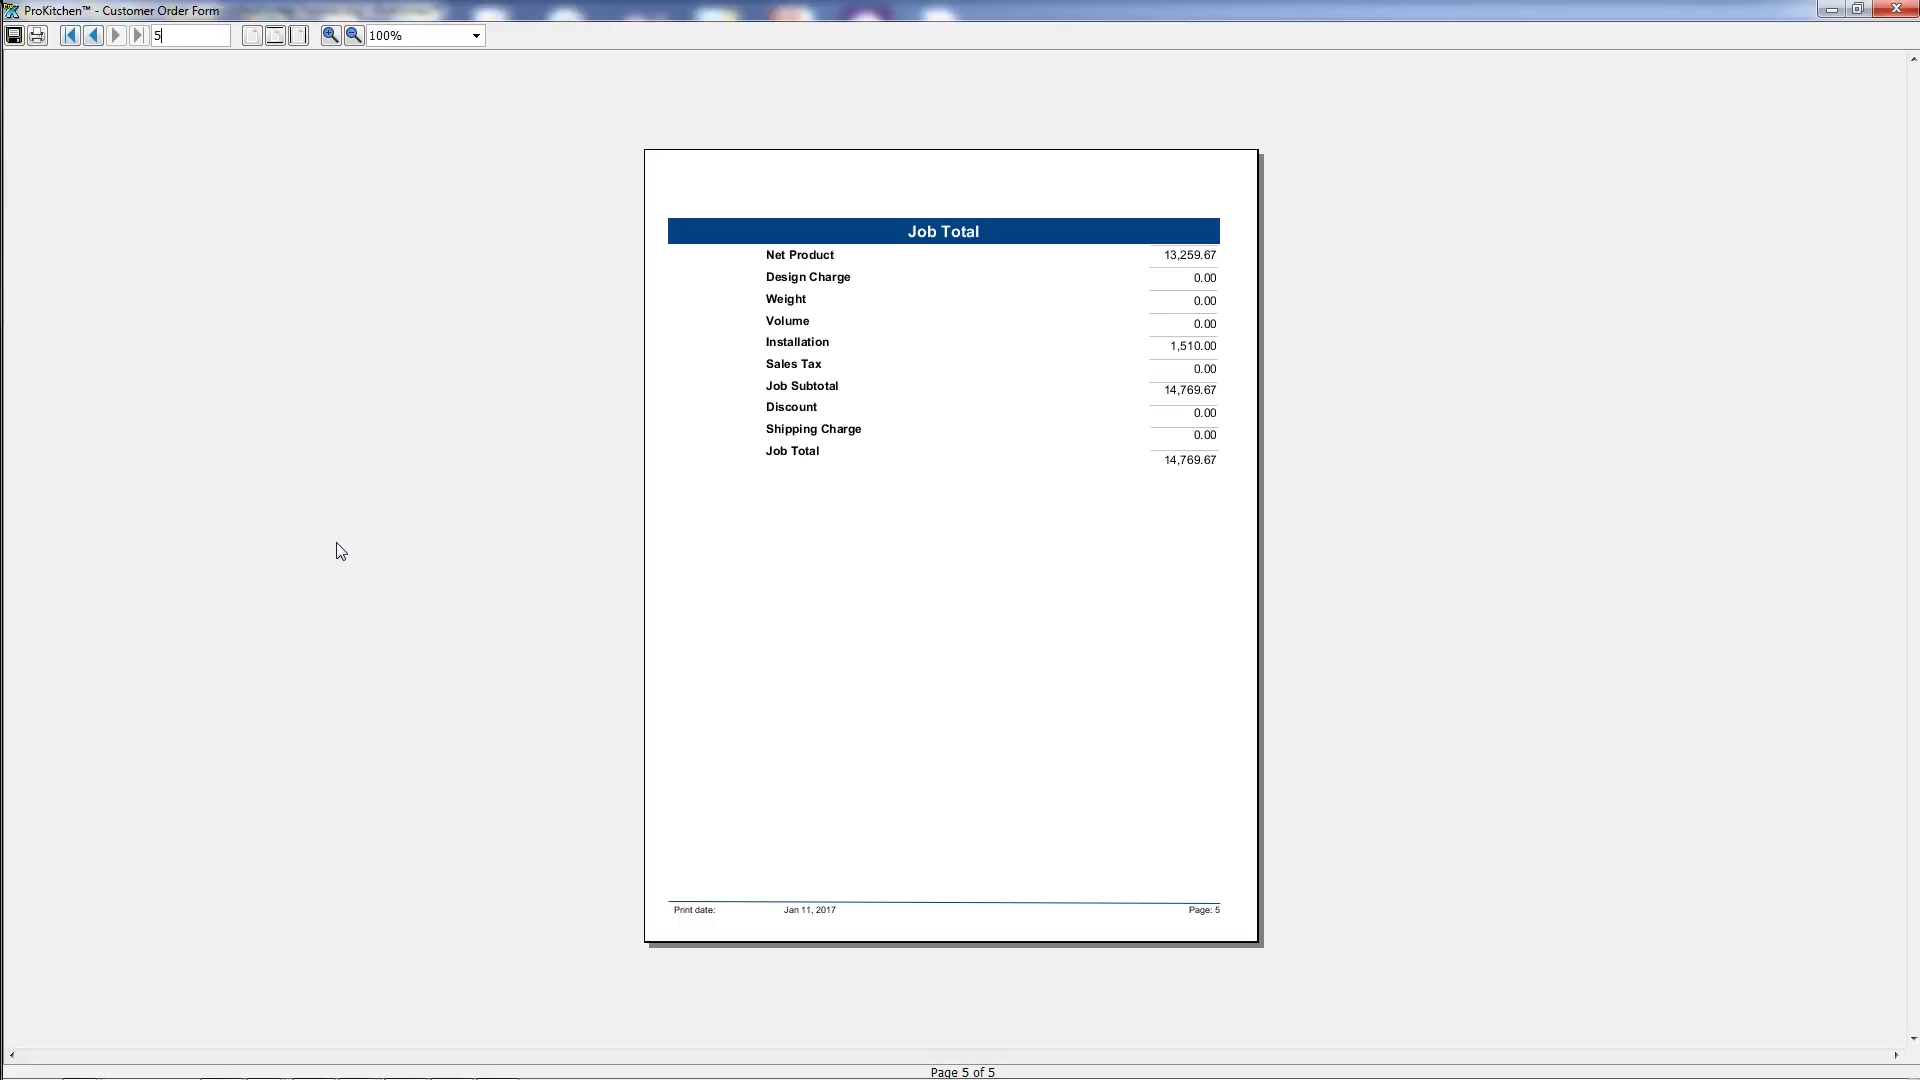 ProKitchen™ - Customer Order Form
5
100%
Job Total
Net Product 13,259.67
Design Charge 0.00
Weight 0.00
Volume 0.00
Installation 1,510.00
Sales Tax 0.00
Job Subtotal 14,769.67
Discount 0.00
Shipping Charge 0.00
Job Total 14,769.67
Print date: Jan 11, 2017 Page: 5
Page 5 of 5